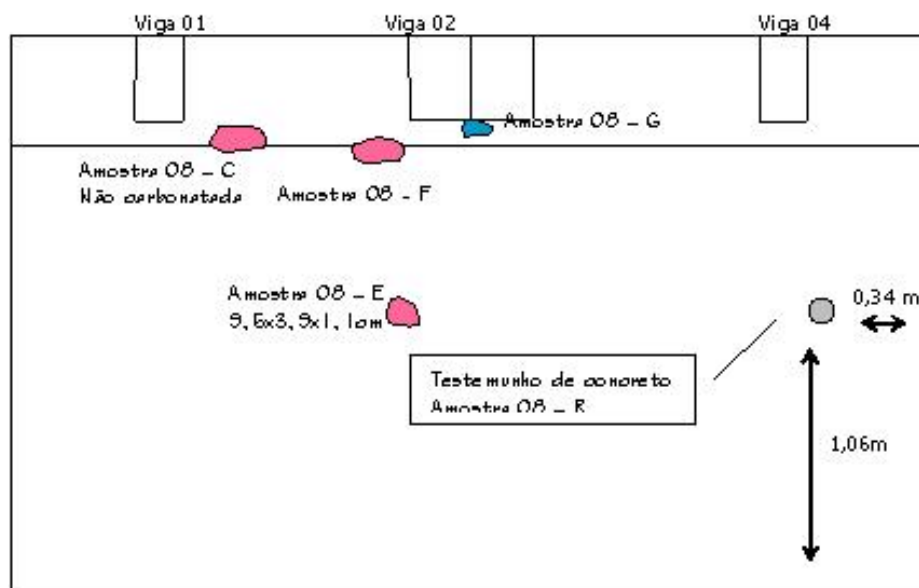 Viga 01
Viga 02
Viga 04
Amostra 08 - G
Amostra 08 - C
Não carbonatada
Amostra 08 - F
Amostra 08 - E
9,6x3,9x1,1cm
0,34 m
Testemunho de concreto
Amostra 08 - R
1,06m